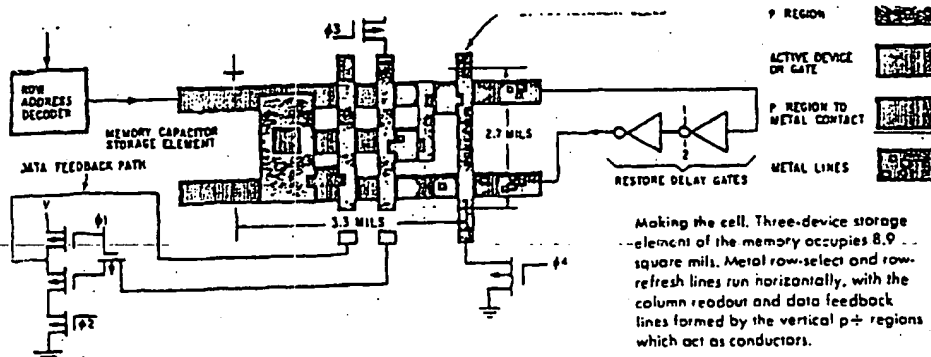 φ3
P REGION
ROW
ADDRESS
DECODER
ACTIVE DEVICE
OR GATE
MEMORY CAPACITOR
STORAGE ELEMENT
P REGION TO
METAL CONTACT
2.7 MILS
1
2
DATA FEEDBACK PATH
RESTORE DELAY GATES
METAL LINES
V
φ1
3.3 MILS
φ2
φ4
Making the cell. Three-device storage
element of the memory occupies 8.9
square mils. Metal row-select and row-
refresh lines run horizontally, with the
column readout and data feedback
lines formed by the vertical p+ regions
which act as conductors.